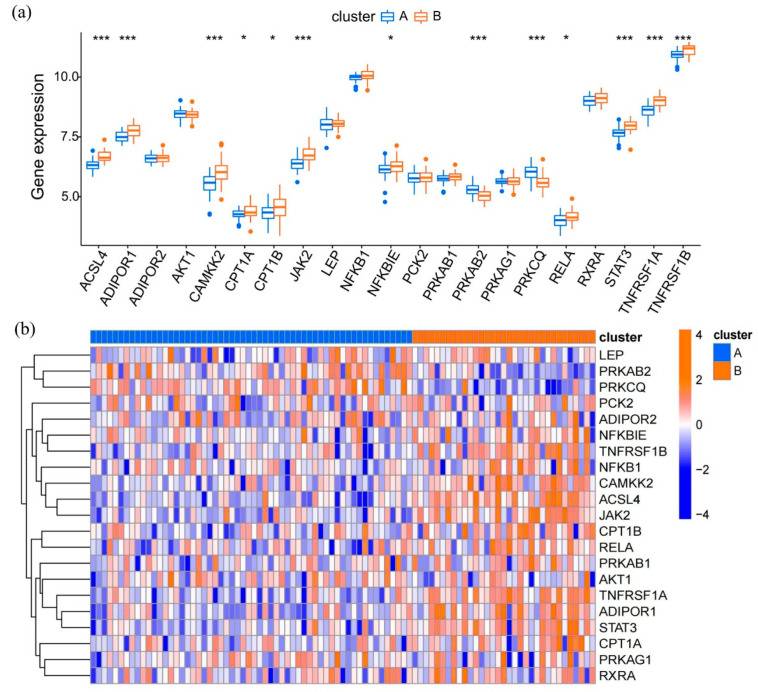 (a)
cluster A B
*** *** *** * * *** * *** *** * *** *** ***
Gene expression
10.0
7.5
5.0
ACSL4
ADIPOR1
ADIPOR2
AKT1
CAMKK2
CPT1A
CPT1B
JAK2
LEP
NFKB1
NFKBIE
PCK2
PRKAB1
PRKAB2
PRKAG1
PRKCQ
RELA
RXRA
STAT3
TNFRSF1A
TNFRSF1B
(b)
cluster
LEP
PRKAB2
PRKCQ
PCK2
ADIPOR2
NFKBIE
TNFRSF1B
NFKB1
CAMKK2
ACSL4
JAK2
CPT1B
RELA
PRKAB1
AKT1
TNFRSF1A
ADIPOR1
STAT3
CPT1A
PRKAG1
RXRA
4
2
0
−2
−4
cluster
A
B